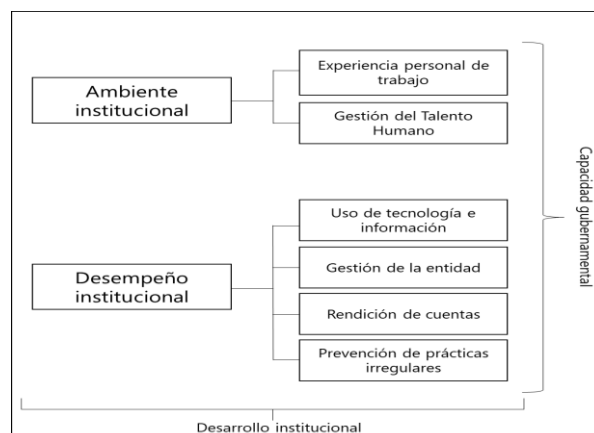 Ambiente
institucional
Experiencia personal de
trabajo
Gestión del Talento
Humano
Desempeño
institucional
Uso de tecnología e
información
Gestión de la entidad
Rendición de cuentas
Prevención de prácticas
irregulares
Capacidad gubernamental
Desarrollo institucional